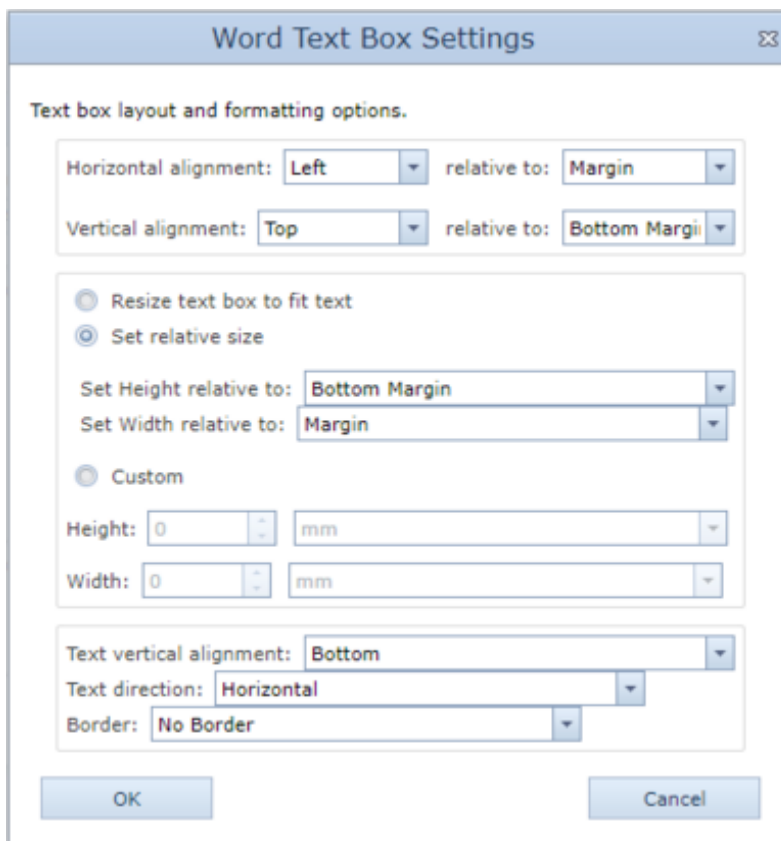 Word Text Box Settings
Text box layout and formatting options.
Horizontal alignment: Left relative to: Margin
Vertical alignment: Top relative to: Bottom Margi
Resize text box to fit text
Set relative size
Set Height relative to: Bottom Margin
Set Width relative to: Margin
Custom
Height: 0 mm
Width: 0 mm
Text vertical alignment: Bottom
Text direction: Horizontal
Border: No Border
OK Cancel